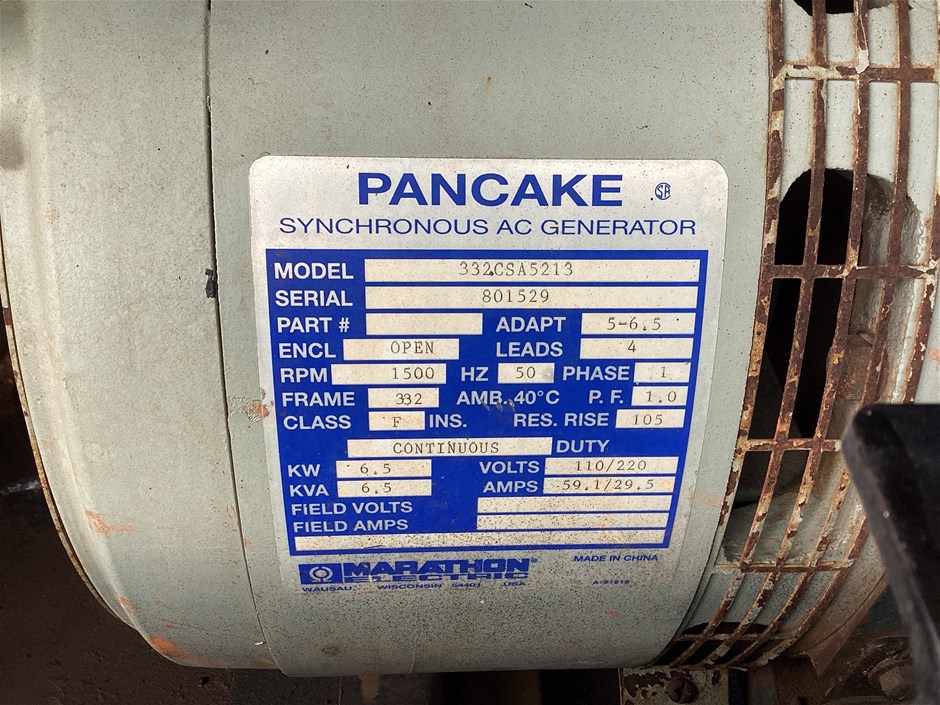 PANCAKE
SYNCHRONOUS AC GENERATOR
MODEL 332CSA5213
SERIAL 801529
PART # ADAPT 5-6.5
ENCL OPEN LEADS 4
RPM 1500 HZ 50 PHASE 1
FRAME 332 AMB. 40°C P.F. 1.0
CLASS F INS. RES. RISE 105
CONTINUOUS DUTY
KW 6.5 VOLTS 110/220
KVA 6.5 AMPS 59.1/29.5
FIELD VOLTS
FIELD AMPS
MARATHON MADE IN CHINA
ELECTRIC
WAUSAU, WISCONSIN 54401 USA